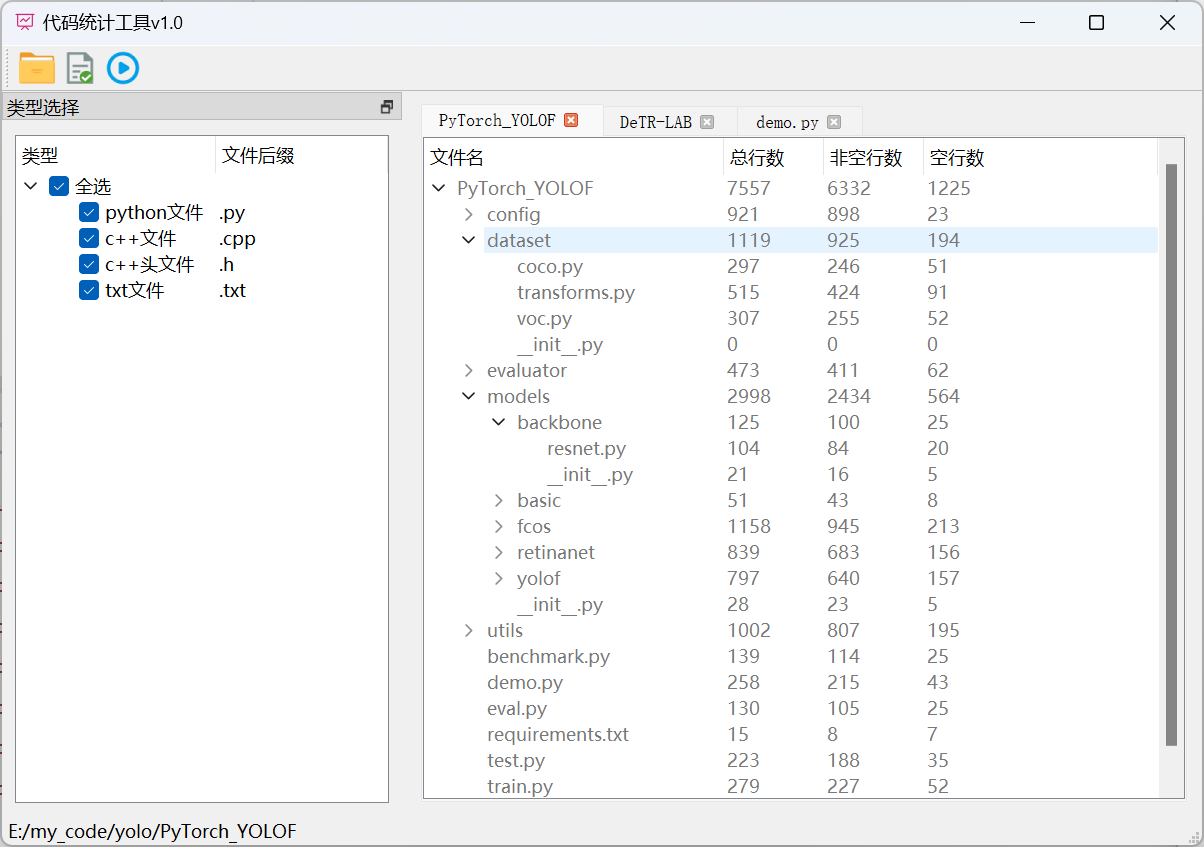 代码统计工具v1.0
类型选择
类型 文件后缀
全选
python文件 .py
c++文件 .cpp
c++头文件 .h
txt文件 .txt
PyTorch_YOLOF DeTR-LAB demo.py
文件名 总行数 非空行数 空行数
PyTorch_YOLOF 7557 6332 1225
config 921 898 23
dataset 1119 925 194
coco.py 297 246 51
transforms.py 515 424 91
voc.py 307 255 52
__init__.py 0 0 0
evaluator 473 411 62
models 2998 2434 564
backbone 125 100 25
resnet.py 104 84 20
__init__.py 21 16 5
basic 51 43 8
fcos 1158 945 213
retinanet 839 683 156
yolof 797 640 157
__init__.py 28 23 5
utils 1002 807 195
benchmark.py 139 114 25
demo.py 258 215 43
eval.py 130 105 25
requirements.txt 15 8 7
test.py 223 188 35
train.py 279 227 52
E:/my_code/yolo/PyTorch_YOLOF